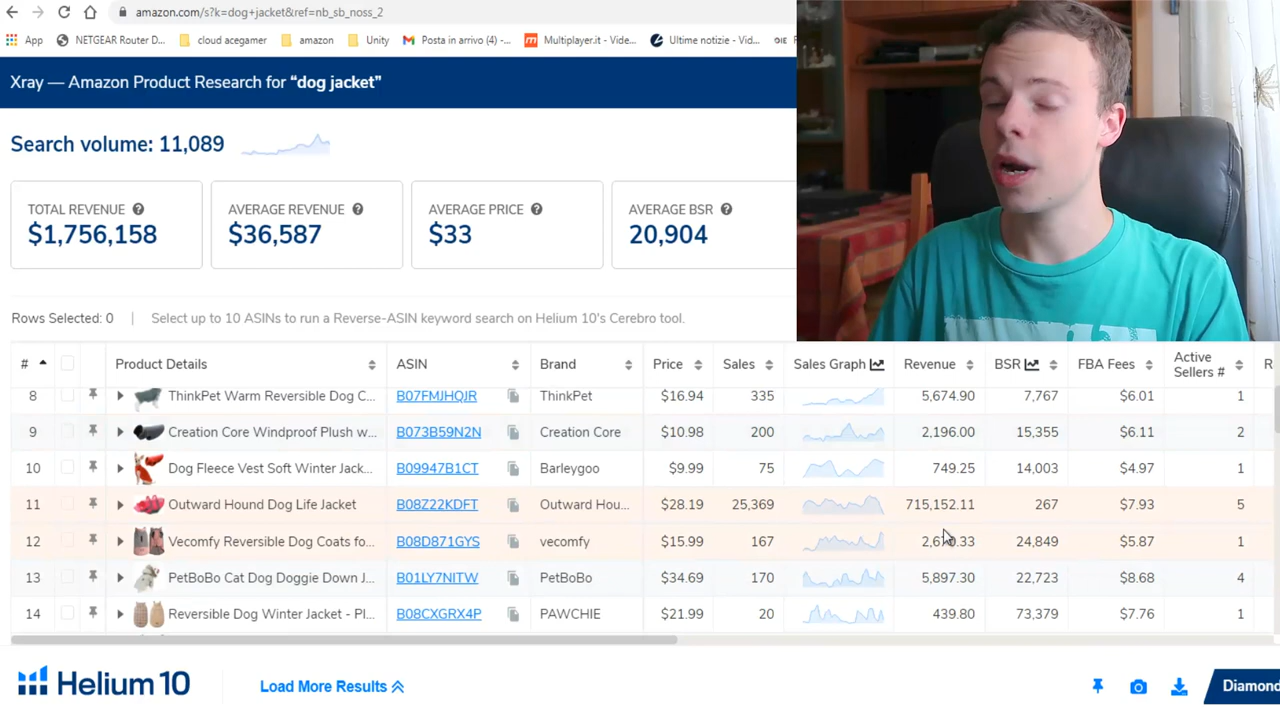 amazon.com/s?k=dog+jacket&ref=nb_sb_noss_2
App NETGEAR Router D... cloud acegamer amazon Unity Posta in arrivo (4) -... Multiplayer.it - Vide... Ultime notizie - Vid...
Xray — Amazon Product Research for “dog jacket”
Search volume: 11,089
TOTAL REVENUE ? AVERAGE REVENUE ? AVERAGE PRICE ? AVERAGE BSR ?
$1,756,158 $36,587 $33 20,904
Rows Selected: 0 | Select up to 10 ASINs to run a Reverse-ASIN keyword search on Helium 10's Cerebro tool.
# Product Details ASIN Brand Price Sales Sales Graph Revenue BSR FBA Fees Active Sellers # R
8 ThinkPet Warm Reversible Dog C... B07FMJHQJR ThinkPet $16.94 335 5,674.90 7,767 $6.01 1
9 Creation Core Windproof Plush w... B073B59N2N Creation Core $10.98 200 2,196.00 15,355 $6.11 2
10 Dog Fleece Vest Soft Winter Jack... B09947B1CT Barleygoo $9.99 75 749.25 14,003 $4.97 1
11 Outward Hound Dog Life Jacket B08Z22KDFT Outward Hou... $28.19 25,369 715,152.11 267 $7.93 5
12 Vecomfy Reversible Dog Coats fo... B08D871GYS vecomfy $15.99 167 24,849 $5.87 1
13 PetBoBo Cat Dog Doggie Down J... B01LY7NITW PetBoBo $34.69 170 5,897.30 22,723 $8.68 4
14 Reversible Dog Winter Jacket - Pl... B08CXGRX4P PAWCHIE $21.99 20 439.80 73,379 $7.76 1
Helium 10 Load More Results Diamond